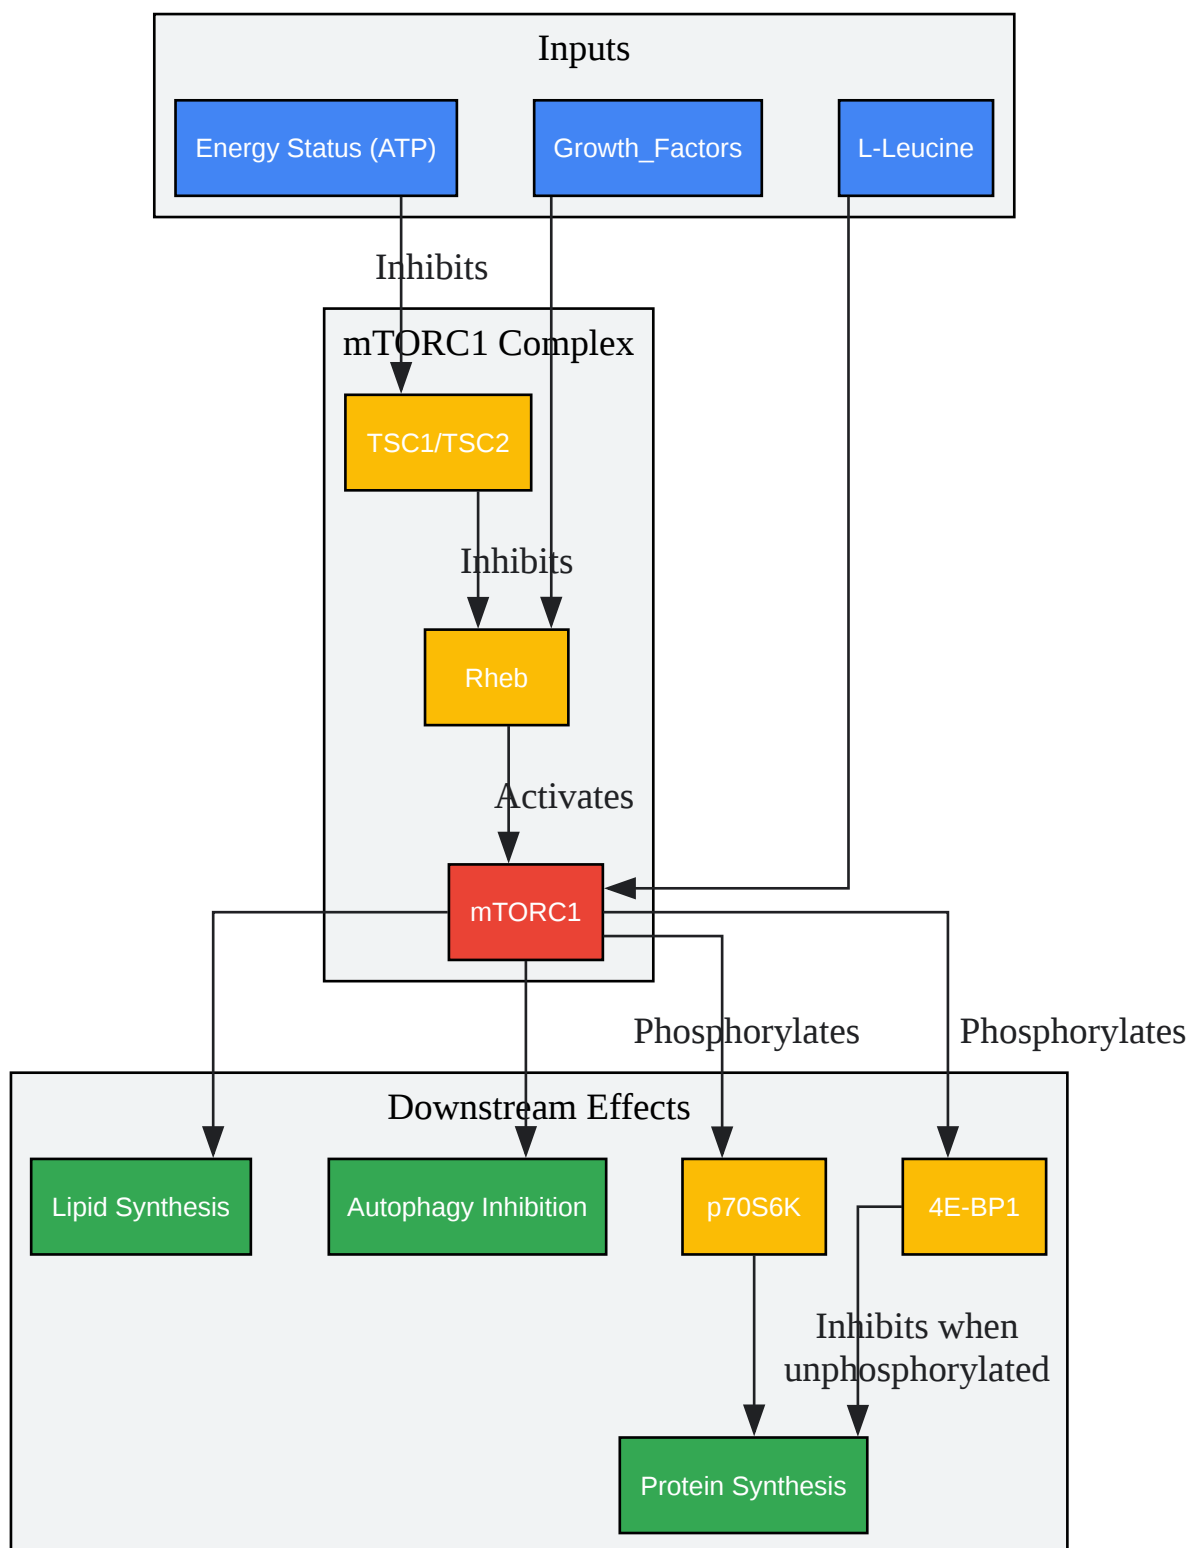 Inputs
Energy Status (ATP)
Growth_Factors
L-Leucine
Inhibits
mTORC1 Complex
TSC1/TSC2
Inhibits
Rheb
Activates
mTORC1
Phosphorylates
Phosphorylates
Downstream Effects
Lipid Synthesis
Autophagy Inhibition
p70S6K
4E-BP1
Inhibits when
unphosphorylated
Protein Synthesis